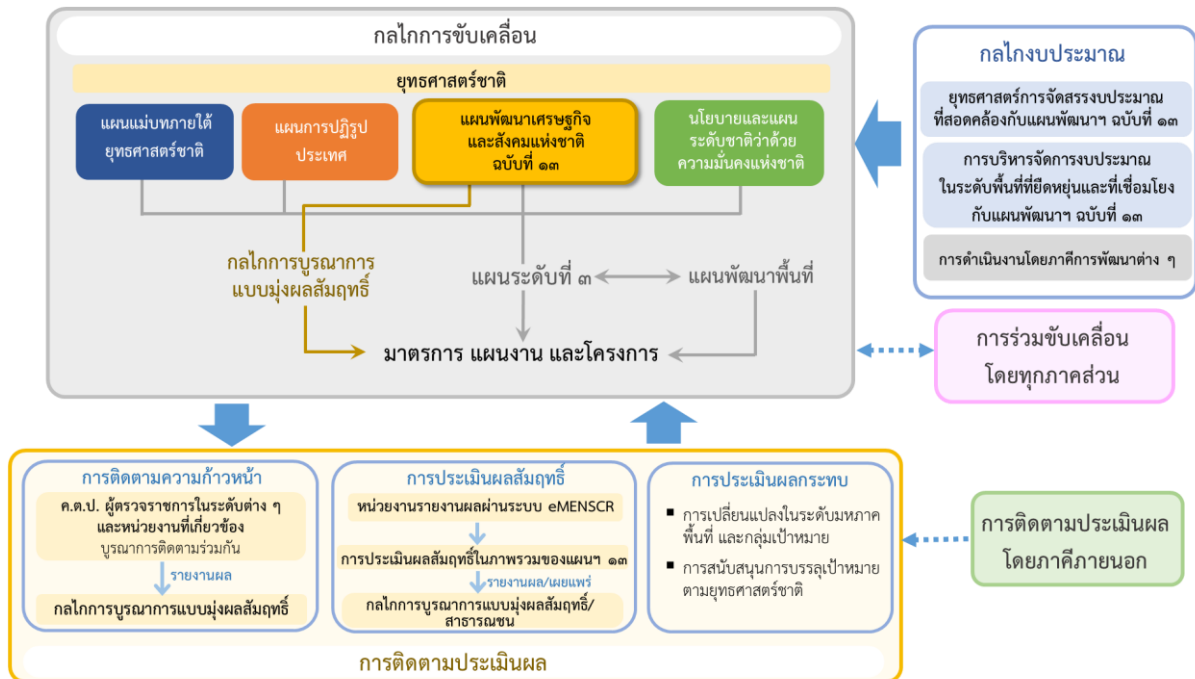 กลไกการขับเคลื่อน
ยุทธศาสตร์ชาติ
แผนแม่บทภายใต้
ยุทธศาสตร์ชาติ
แผนการปฏิรูป
ประเทศ
แผนพัฒนาเศรษฐกิจ
และสังคมแห่งชาติ
ฉบับที่ ๑๓
นโยบายและแผน
ระดับชาติว่าด้วย
ความมั่นคงแห่งชาติ
กลไกการบูรณาการ
แบบมุ่งผลสัมฤทธิ์
แผนระดับที่ ๓
แผนพัฒนาพื้นที่
มาตรการ แผนงาน และโครงการ
กลไกงบประมาณ
ยุทธศาสตร์การจัดสรรงบประมาณ
ที่สอดคล้องกับแผนพัฒนาฯ ฉบับที่ ๑๓
การบริหารจัดการงบประมาณ
ในระดับพื้นที่ที่ยืดหยุ่นและที่เชื่อมโยง
กับแผนพัฒนาฯ ฉบับที่ ๑๓
การดำเนินงานโดยภาคีการพัฒนาต่าง ๆ
การร่วมขับเคลื่อน
โดยทุกภาคส่วน
การติดตามความก้าวหน้า
ค.ต.ป. ผู้ตรวจราชการในระดับต่าง ๆ
และหน่วยงานที่เกี่ยวข้อง
บูรณาการติดตามร่วมกัน
รายงานผล
กลไกการบูรณาการแบบมุ่งผลสัมฤทธิ์
การประเมินผลสัมฤทธิ์
หน่วยงานรายงานผลผ่านระบบ eMENSCR
การประเมินผลสัมฤทธิ์ในภาพรวมของแผนฯ ๑๓
รายงานผล/เผยแพร่
กลไกการบูรณาการแบบมุ่งผลสัมฤทธิ์/
สาธารณชน
การประเมินผลกระทบ
▪ การเปลี่ยนแปลงในระดับมหภาค
พื้นที่ และกลุ่มเป้าหมาย
▪ การสนับสนุนการบรรลุเป้าหมาย
ตามยุทธศาสตร์ชาติ
การติดตามประเมินผล
การติดตามประเมินผล
โดยภาคีภายนอก